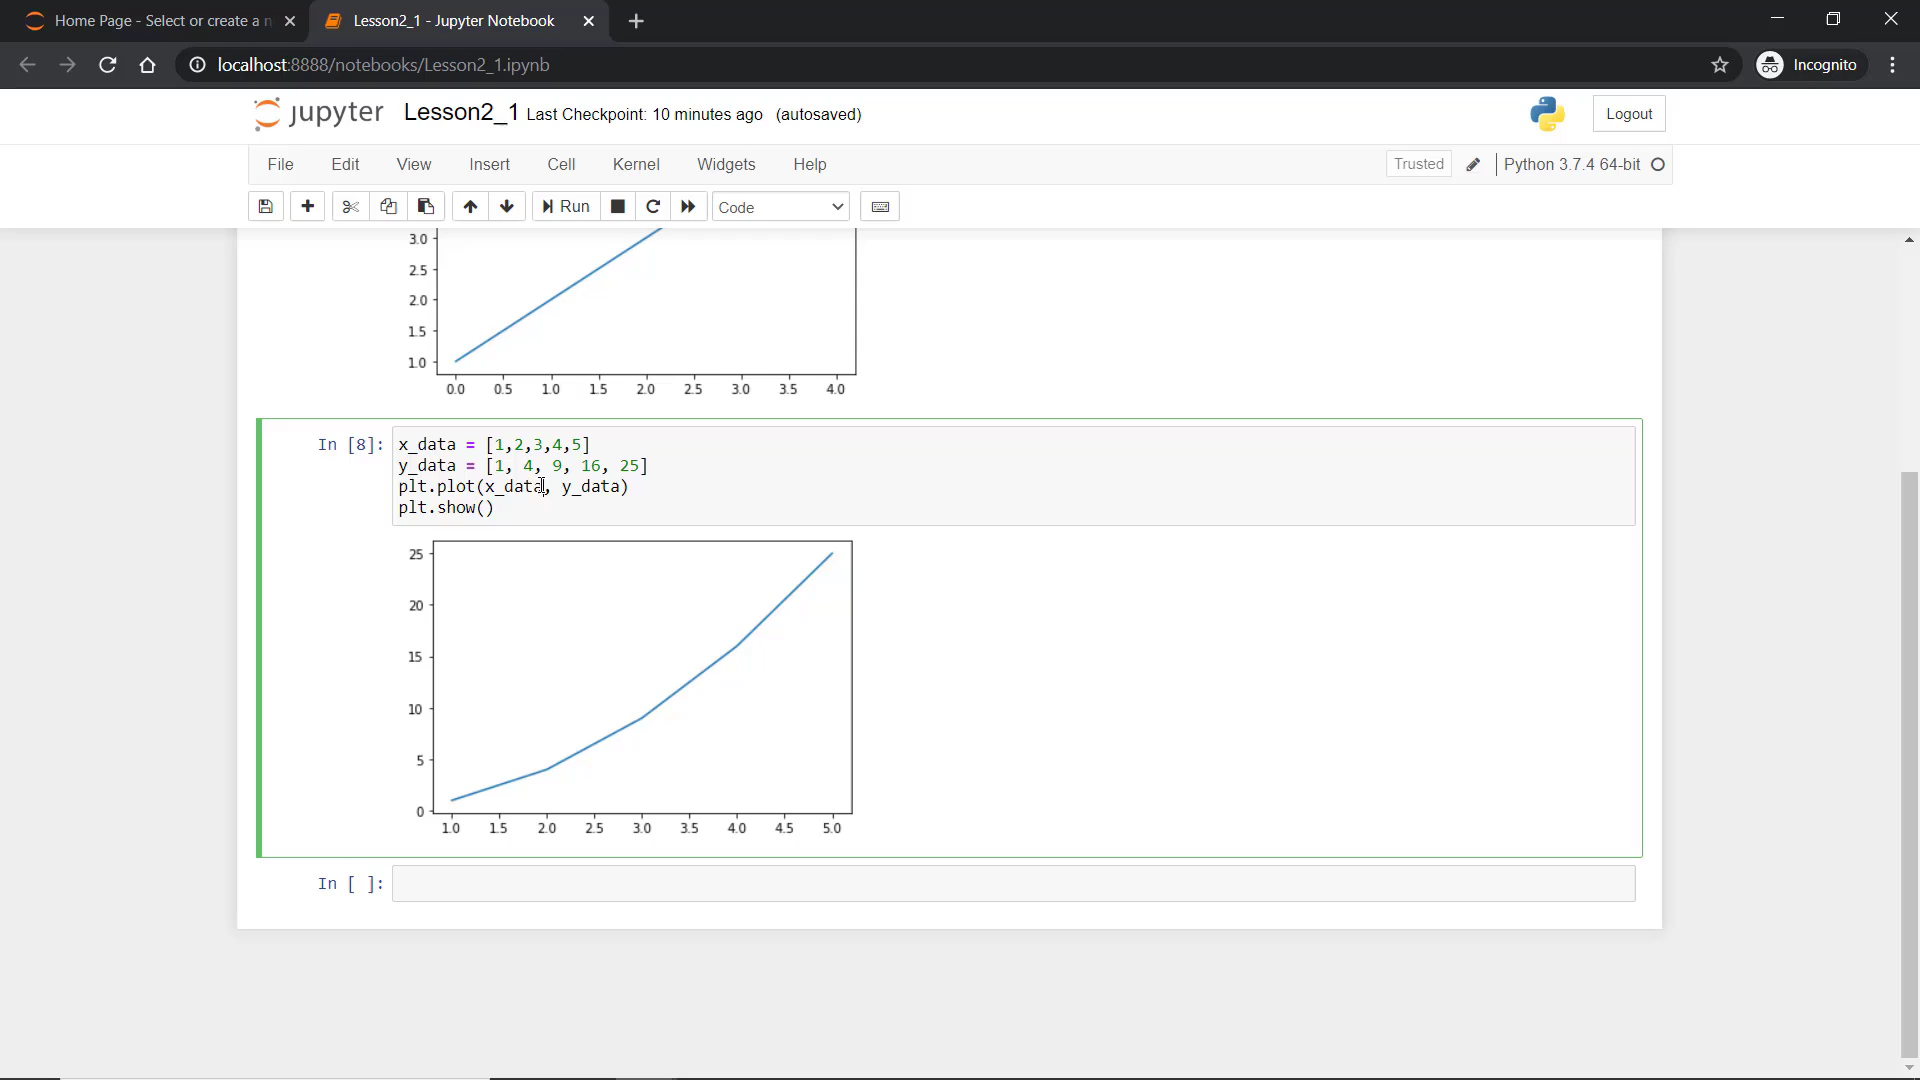 Home Page - Select or create a n
Lesson2_1 - Jupyter Notebook
localhost:8888/notebooks/Lesson2_1.ipynb
Incognito
jupyter Lesson2_1 Last Checkpoint: 10 minutes ago (autosaved)
Logout
File Edit View Insert Cell Kernel Widgets Help
Trusted
Python 3.7.4 64-bit
Run
Code
3.0
2.5
2.0
1.5
1.0
0.0 0.5 1.0 1.5 2.0 2.5 3.0 3.5 4.0
In [8]: x_data = [1,2,3,4,5]
y_data = [1, 4, 9, 16, 25]
plt.plot(x_data, y_data)
plt.show()
25
20
15
10
5
0
1.0 1.5 2.0 2.5 3.0 3.5 4.0 4.5 5.0
In [ ]: